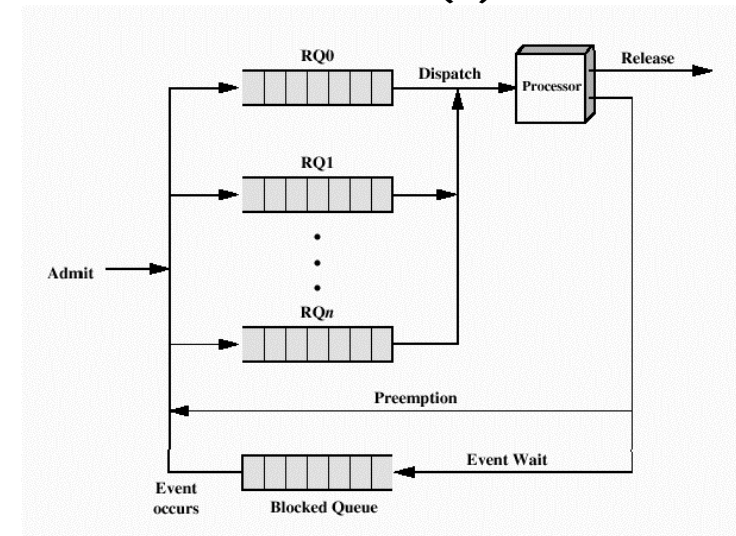 RQ0
Dispatch
Release
Processor
RQ1
Admit
RQn
Preemption
Event Wait
Event
occurs
Blocked Queue